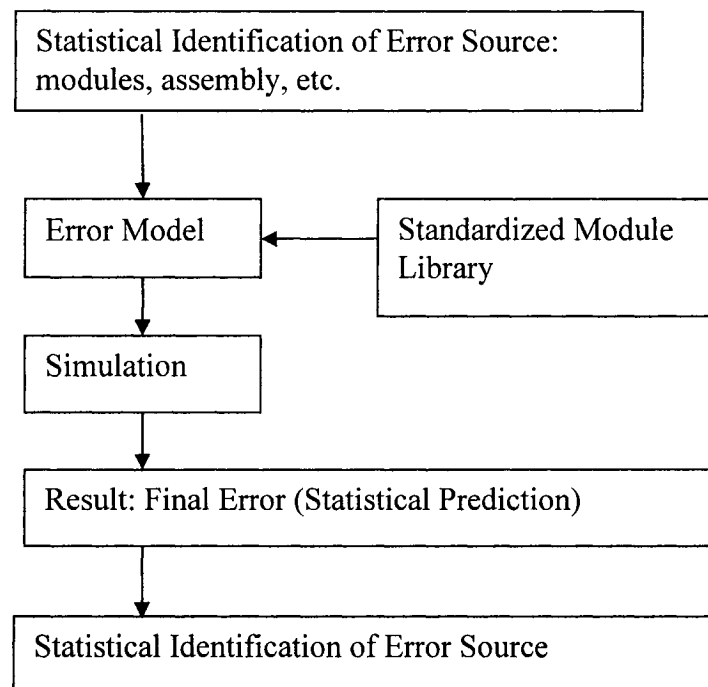 Statistical Identification of Error Source:
modules, assembly, etc.
Error Model
Standardized Module
Library
Simulation
Result: Final Error (Statistical Prediction)
Statistical Identification of Error Source